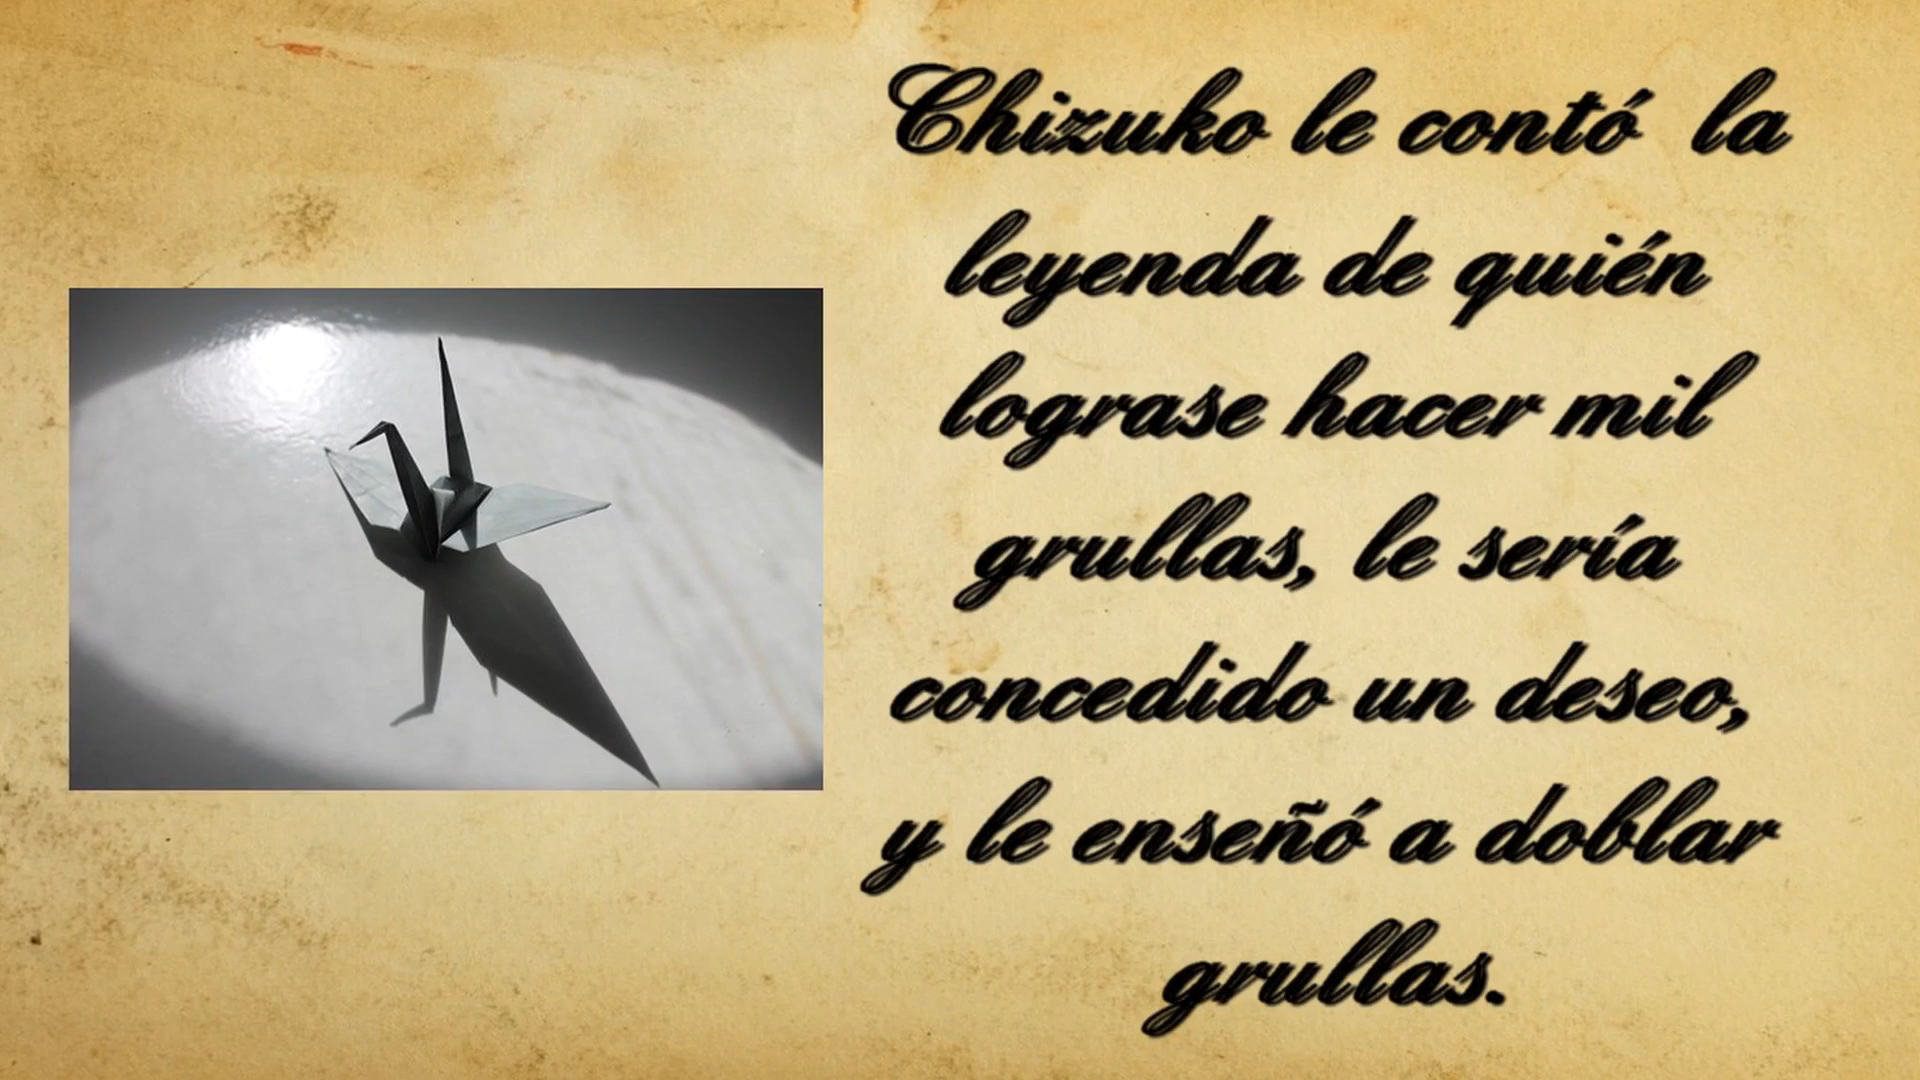 Chizuko le contó la
leyenda de quién
lograse hacer mil
grullas, le sería
concedido un deseo,
y le enseñó a doblar
grullas.